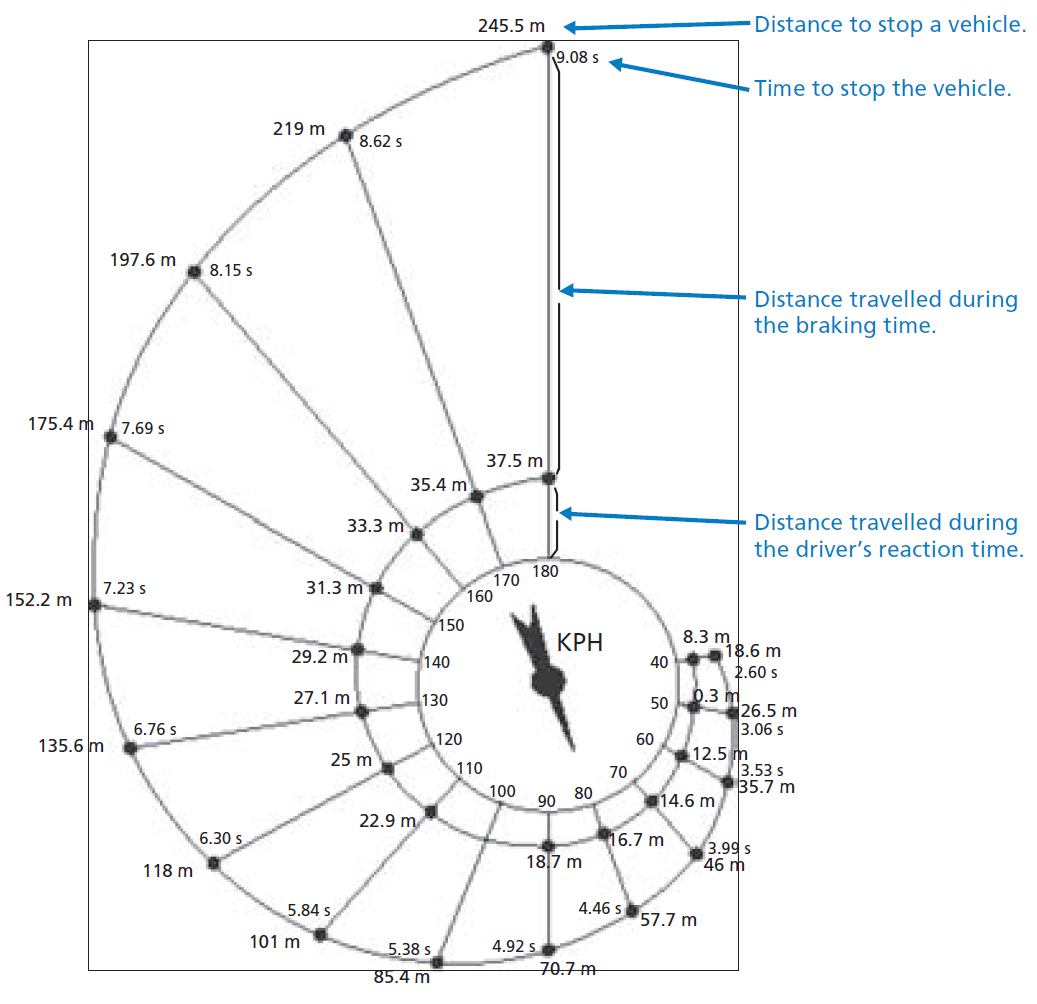 245.5 m
Distance to stop a vehicle.
9.08 s
Time to stop the vehicle.
219 m
8.62 s
197.6 m
8.15 s
Distance travelled during
the braking time.
175.4 m
7.69 s
37.5 m
35.4 m
33.3 m
Distance travelled during
the driver's reaction time.
180
170
160
150
140
130
120
110
100
90
80
70
60
50
40
KPH
31.3 m
152.2 m
7.23 s
29.2 m
27.1 m
135.6 m
6.76 s
25 m
22.9 m
118 m
6.30 s
101 m
5.84 s
85.4 m
5.38 s
18.7 m
4.92 s
70.7 m
16.7 m
4.46 s
57.7 m
14.6 m
3.99 s
46 m
12.5 m
3.53 s
35.7 m
0.3 m
26.5 m
3.06 s
8.3 m
18.6 m
2.60 s